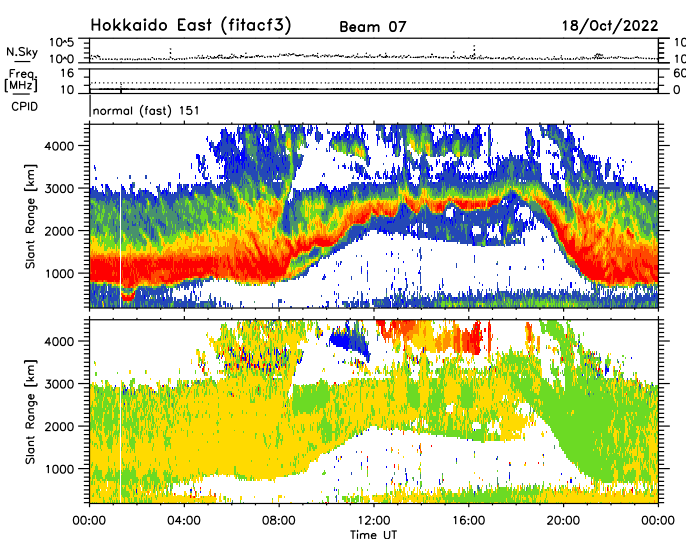 Hokkaido East (fitacf3) Beam 07 18/Oct/2022
N.Sky 10^5 10^0 10 10
Freq. [MHz] 16 10 60 0
CPID normal (fast) 151
Slant Range [km] 4000 3000 2000 1000
Slant Range [km] 4000 3000 2000 1000
00:00 04:00 08:00 12:00 16:00 20:00 00:00
Time UT